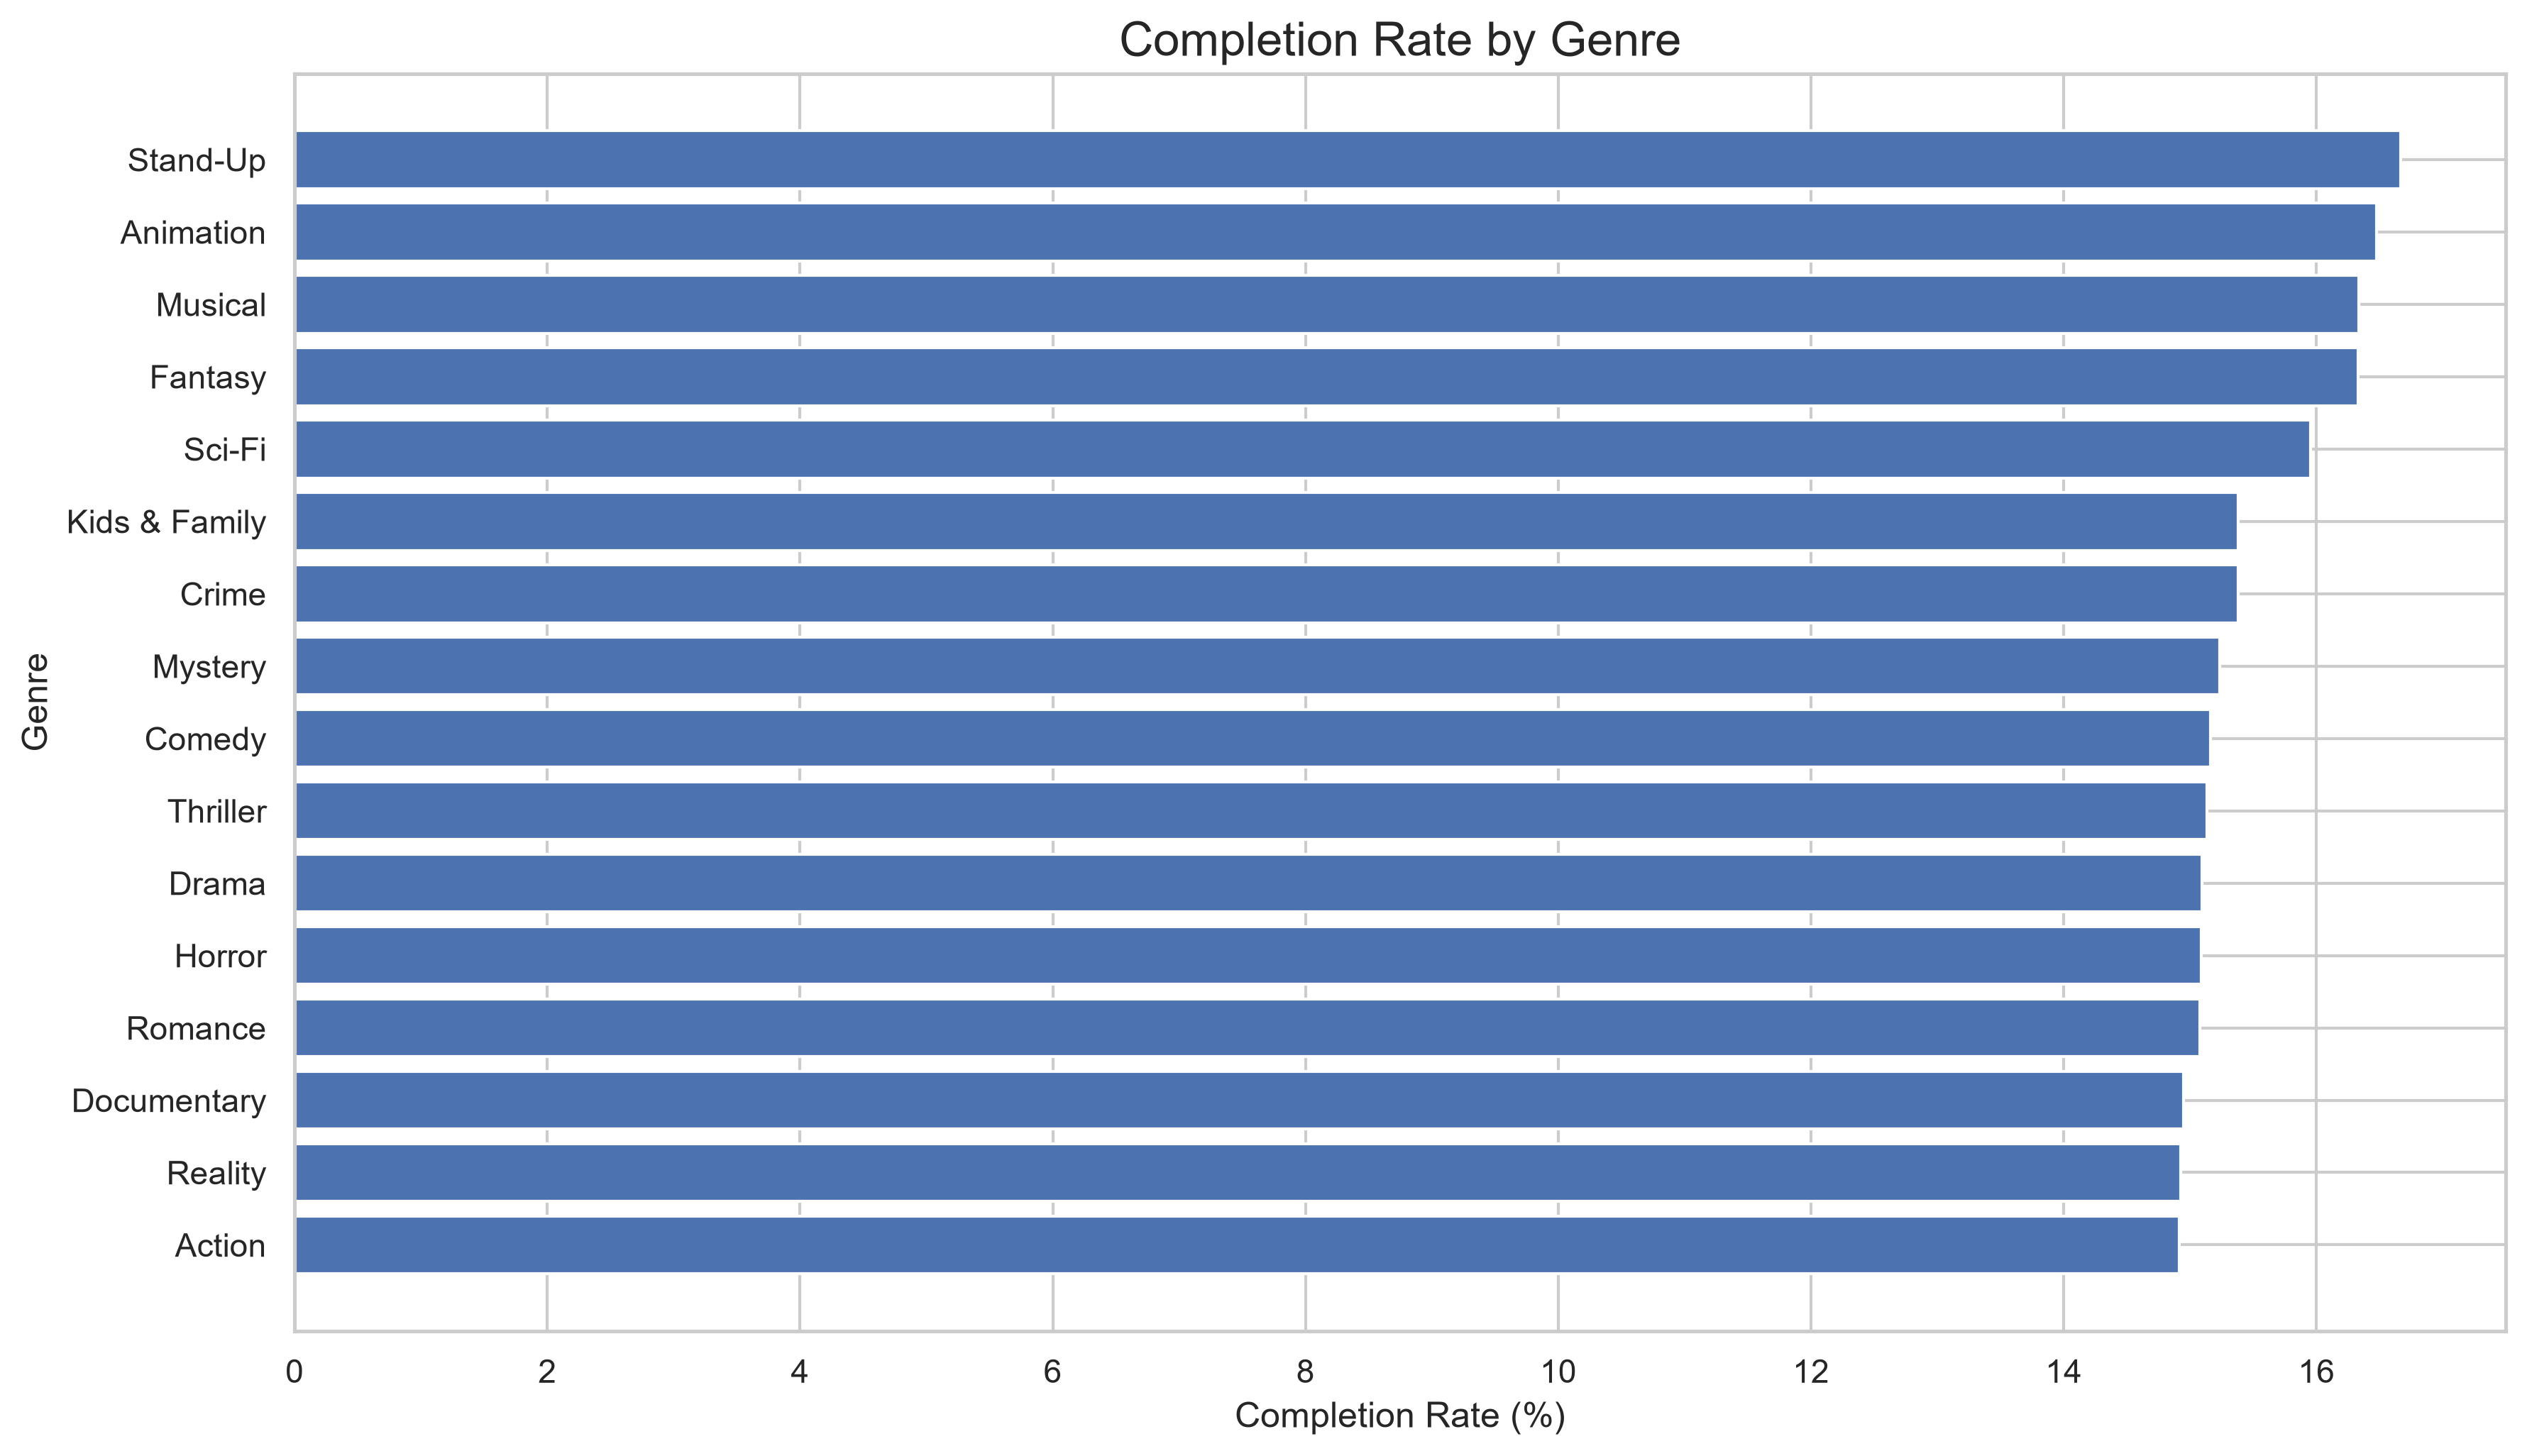 Completion Rate by Genre
Stand-Up
Animation
Musical
Fantasy
Sci-Fi
Kids & Family
Crime
Mystery
Comedy
Thriller
Drama
Horror
Romance
Documentary
Reality
Action
Genre
0 2 4 6 8 10 12 14 16
Completion Rate (%)